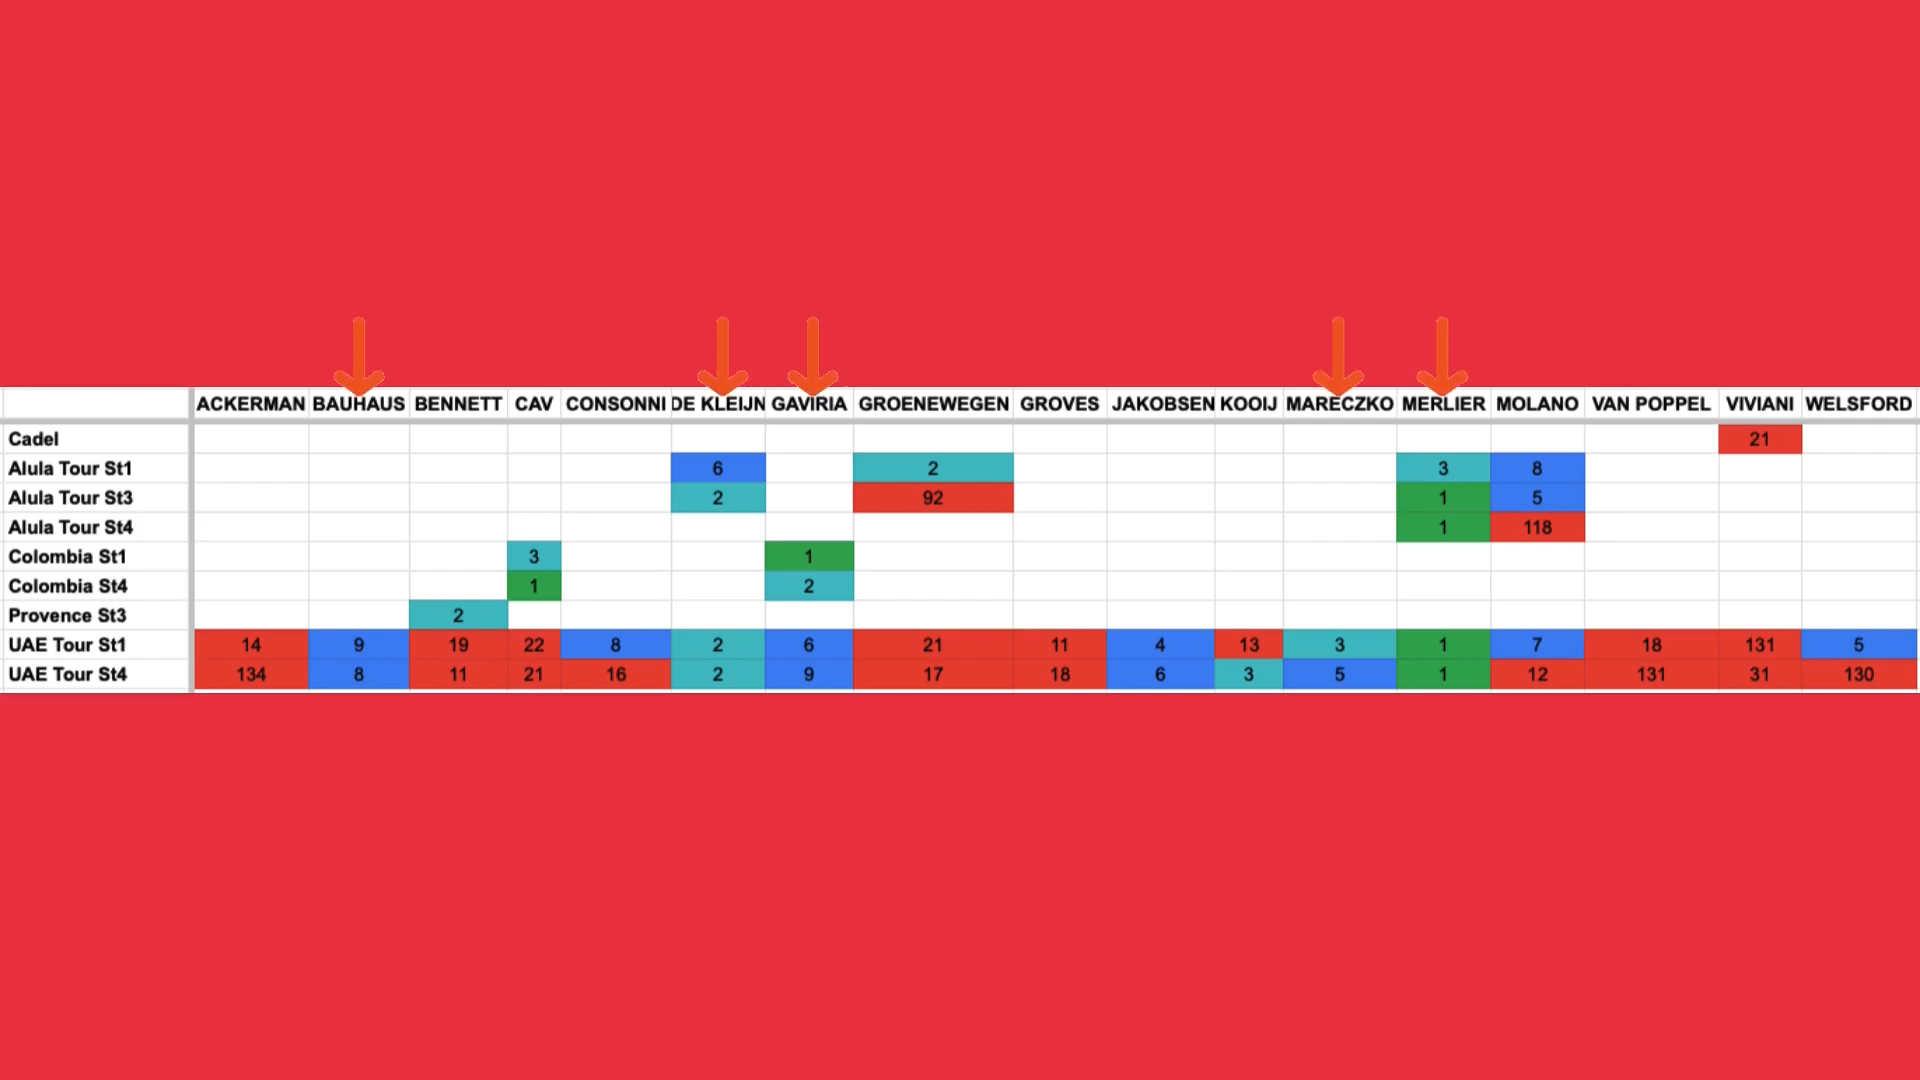 ACKERMAN BAUHAUS BENNETT CAV CONSONNI DE KLEIJN GAVIRIA GROENEWEGEN GROVES JAKOBSEN KOOIJ MARECZKO MERLIER MOLANO VAN POPPEL VIVIANI WELSFORD
Cadel 21
Alula Tour St1 6 2 3 8
Alula Tour St3 2 92 1 5
Alula Tour St4 1 118
Colombia St1 3 1
Colombia St4 1 2
Provence St3 2
UAE Tour St1 14 9 19 22 8 2 6 21 11 4 13 3 1 7 18 131 5
UAE Tour St4 134 8 11 21 16 2 9 17 18 6 3 5 1 12 131 31 130